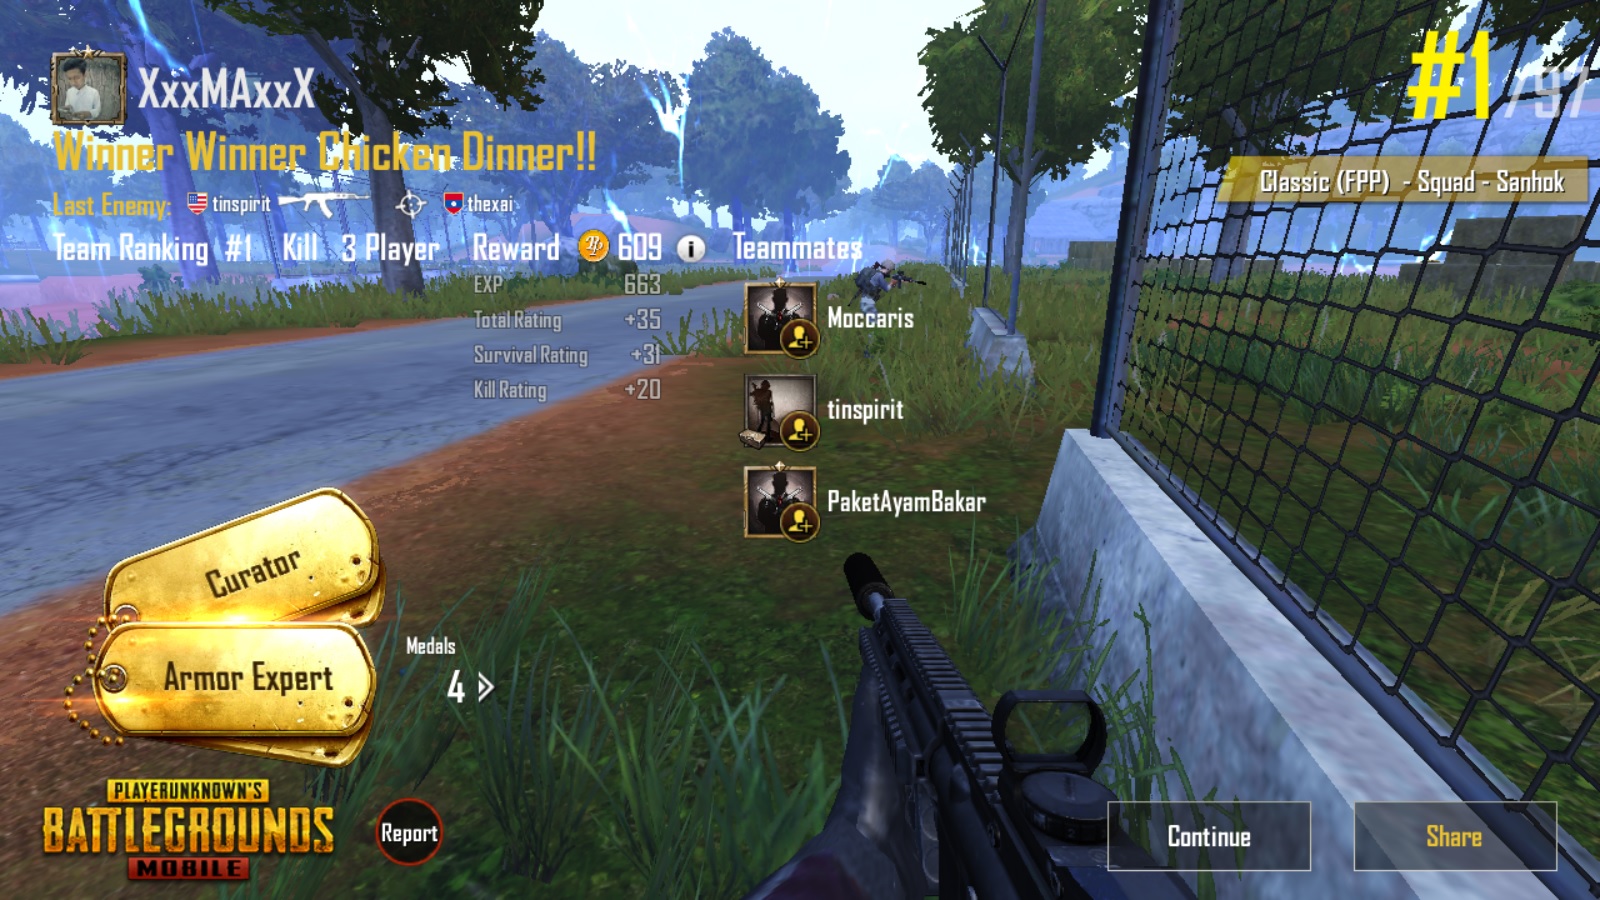 XxxMAxxX
#1/97
Winner Winner Chicken Dinner!!
Classic (FPP) - Squad - Sanhok
Last Enemy: tinspirit thexai
Team Ranking #1 Kill 3 Player Reward 609 i Teammates
EXP 663
Total Rating +35
Survival Rating +31
Kill Rating +20
Moccaris
tinspirit
PaketAyamBakar
Curator
Armor Expert
Medals
4
PLAYERUNKNOWN'S
BATTLEGROUNDS
MOBILE
Report
Continue
Share